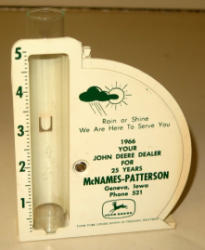 5
4
3
2
1
Rain or Shine
We Are Here To Serve You
1966
YOUR
JOHN DEERE DEALER
FOR
25 YEARS
McNAMES-PATTERSON
Geneva, Iowa
Phone 521
JOHN DEERE